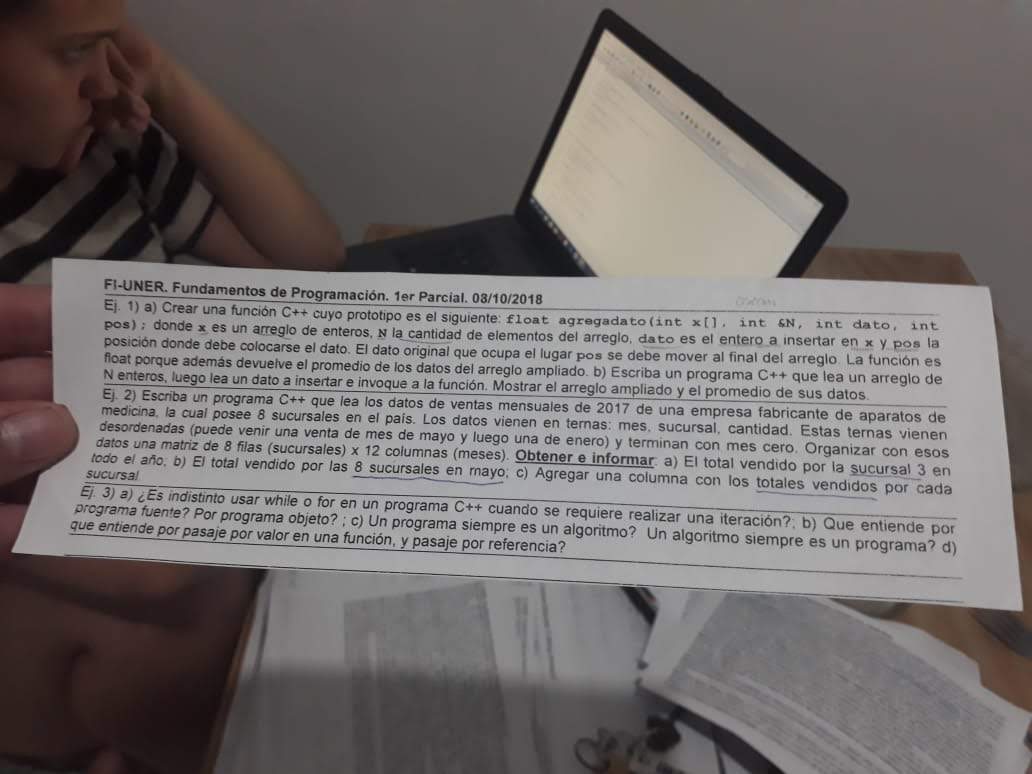 FI-UNER. Fundamentos de Programación. 1er Parcial. 08/10/2018
Ej. 1) a) Crear una función C++ cuyo prototipo es el siguiente: float agregadato(int x[], int &N, int dato, int
pos); donde x es un arreglo de enteros, N la cantidad de elementos del arreglo, dato es el entero a insertar en x y pos la
posición donde debe colocarse el dato. El dato original que ocupa el lugar pos se debe mover al final del arreglo. La función es
float porque además devuelve el promedio de los datos del arreglo ampliado. b) Escriba un programa C++ que lea un arreglo de
N enteros, luego lea un dato a insertar e invoque a la función. Mostrar el arreglo ampliado y el promedio de sus datos.
Ej. 2) Escriba un programa C++ que lea los datos de ventas mensuales de 2017 de una empresa fabricante de aparatos de
medicina, la cual posee 8 sucursales en el país. Los datos vienen en ternas: mes, sucursal, cantidad. Estas ternas vienen
desordenadas (puede venir una venta de mes de mayo y luego una de enero) y terminan con mes cero. Organizar con esos
datos una matriz de 8 filas (sucursales) x 12 columnas (meses). Obtener e informar: a) El total vendido por la sucursal 3 en
todo el año; b) El total vendido por las 8 sucursales en mayo; c) Agregar una columna con los totales vendidos por cada
sucursal
Ej. 3) a) ¿Es indistinto usar while o for en un programa C++ cuando se requiere realizar una iteración?; b) Que entiende por
programa fuente? Por programa objeto? ; c) Un programa siempre es un algoritmo? Un algoritmo siempre es un programa? d)
que entiende por pasaje por valor en una función, y pasaje por referencia?